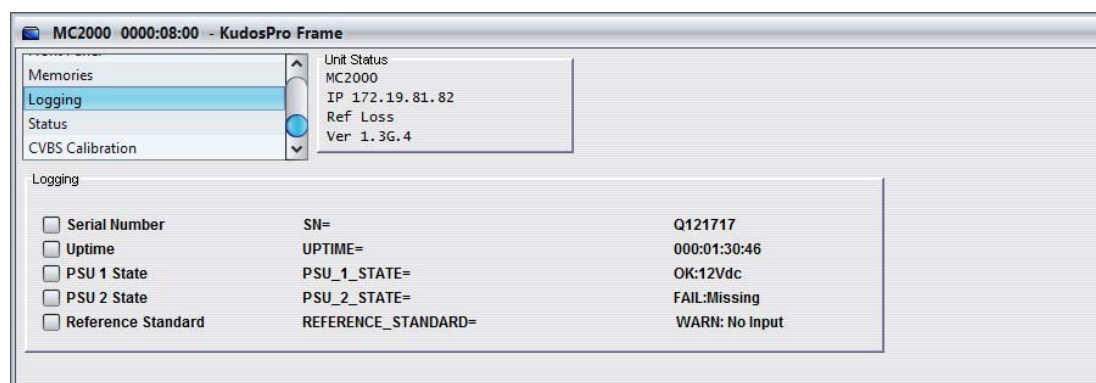 MC2000 0000:08:00 - KudosPro Frame
Memories
Logging
Status
CVBS Calibration
Unit Status
MC2000
IP 172.19.81.82
Ref Loss
Ver 1.3G.4
Logging
Serial Number SN= Q121717
Uptime UPTIME= 000:01:30:46
PSU 1 State PSU_1_STATE= OK:12Vdc
PSU 2 State PSU_2_STATE= FAIL:Missing
Reference Standard REFERENCE_STANDARD= WARN: No Input